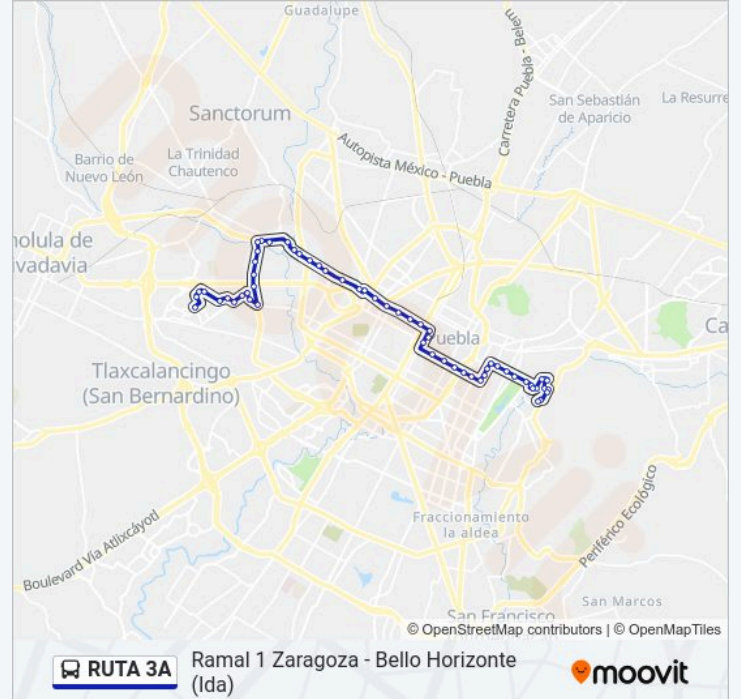 Guadalupe
Sanctorum
Carretera Puebla - Belem
San Sebastián
de Aparicio
La Resurre
Autopista México - Puebla
Barrio de
Nuevo León
La Trinidad
Chautenco
nolula de
ivadavia
uebla
Ca
Tlaxcalancingo
(San Bernardino)
Fraccionamiento
la aldea
Periférico Ecológico
Boulevard Vía Atlixcáyotl
San Marcos
San Francisco
© OpenStreetMap contributors | © OpenMapTiles
RUTA 3A
Ramal 1 Zaragoza - Bello Horizonte
(Ida)
moovit